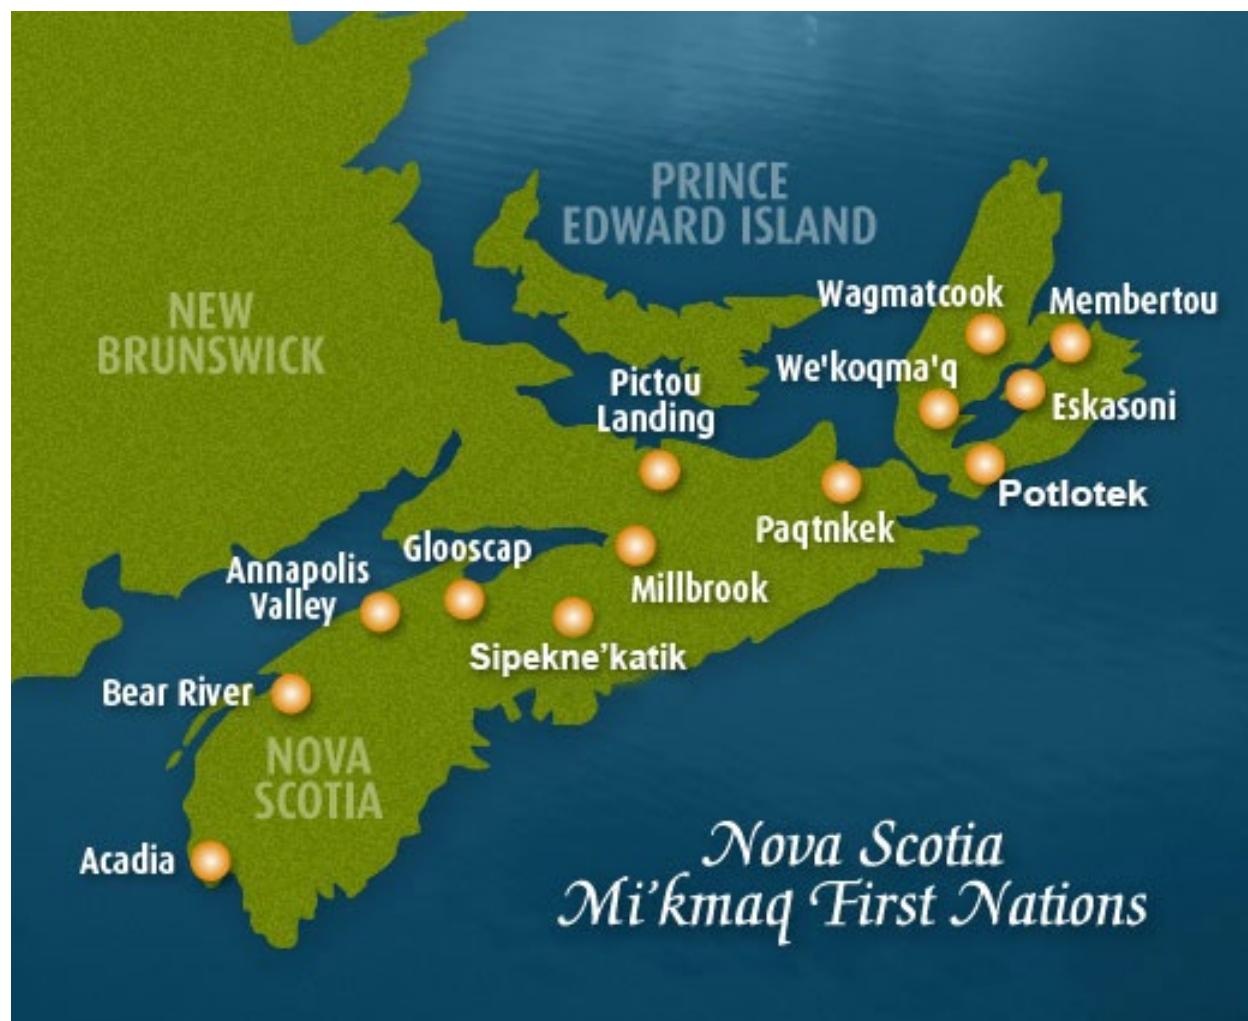 PRINCE
EDWARD ISLAND
NEW
BRUNSWICK
Wagmatcook
Membertou
We'koqma'q
Pictou
Landing
Eskasoni
Potlotek
Paqtnkek
Glooscap
Annapolis
Valley
Millbrook
Sipekne’katik
Bear River
NOVA
SCOTIA
Acadia
Nova Scotia
Mi’kmaq First Nations